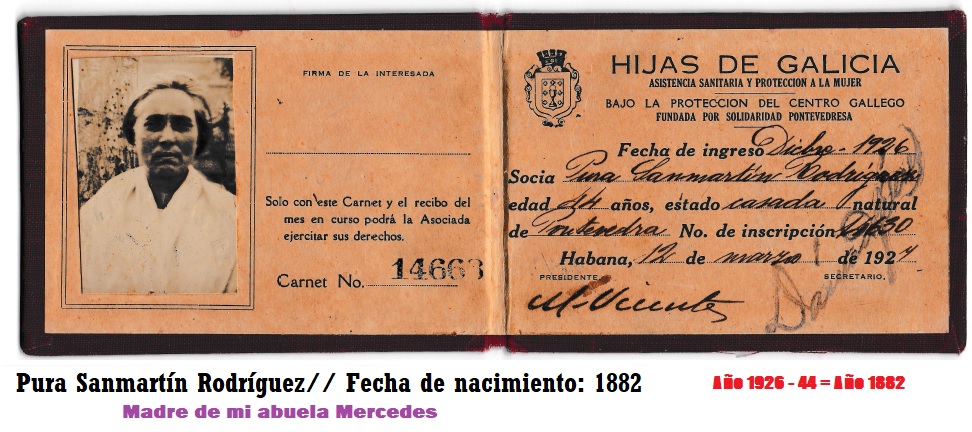 FIRMA DE LA INTERESADA
Solo con este Carnet y el recibo del
mes en curso podrá la Asociada
ejercitar sus derechos.
Carnet No. 14663
HIJAS DE GALICIA
ASISTENCIA SANITARIA Y PROTECCION A LA MUJER
BAJO LA PROTECCION DEL CENTRO GALLEGO
FUNDADA POR SOLIDARIDAD PONTEVEDRESA
Fecha de ingreso Dicbre - 1926
Socia Pura Sanmartín Rodríguez
edad 44 años, estado casada natural
de Pontevedra No. de inscripción
Habana, 12 de marzo de 1927
PRESIDENTE. SECRETARIO.
M. Vicente
Pura Sanmartín Rodríguez// Fecha de nacimiento: 1882
Año 1926 - 44 = Año 1882
Madre de mi abuela Mercedes